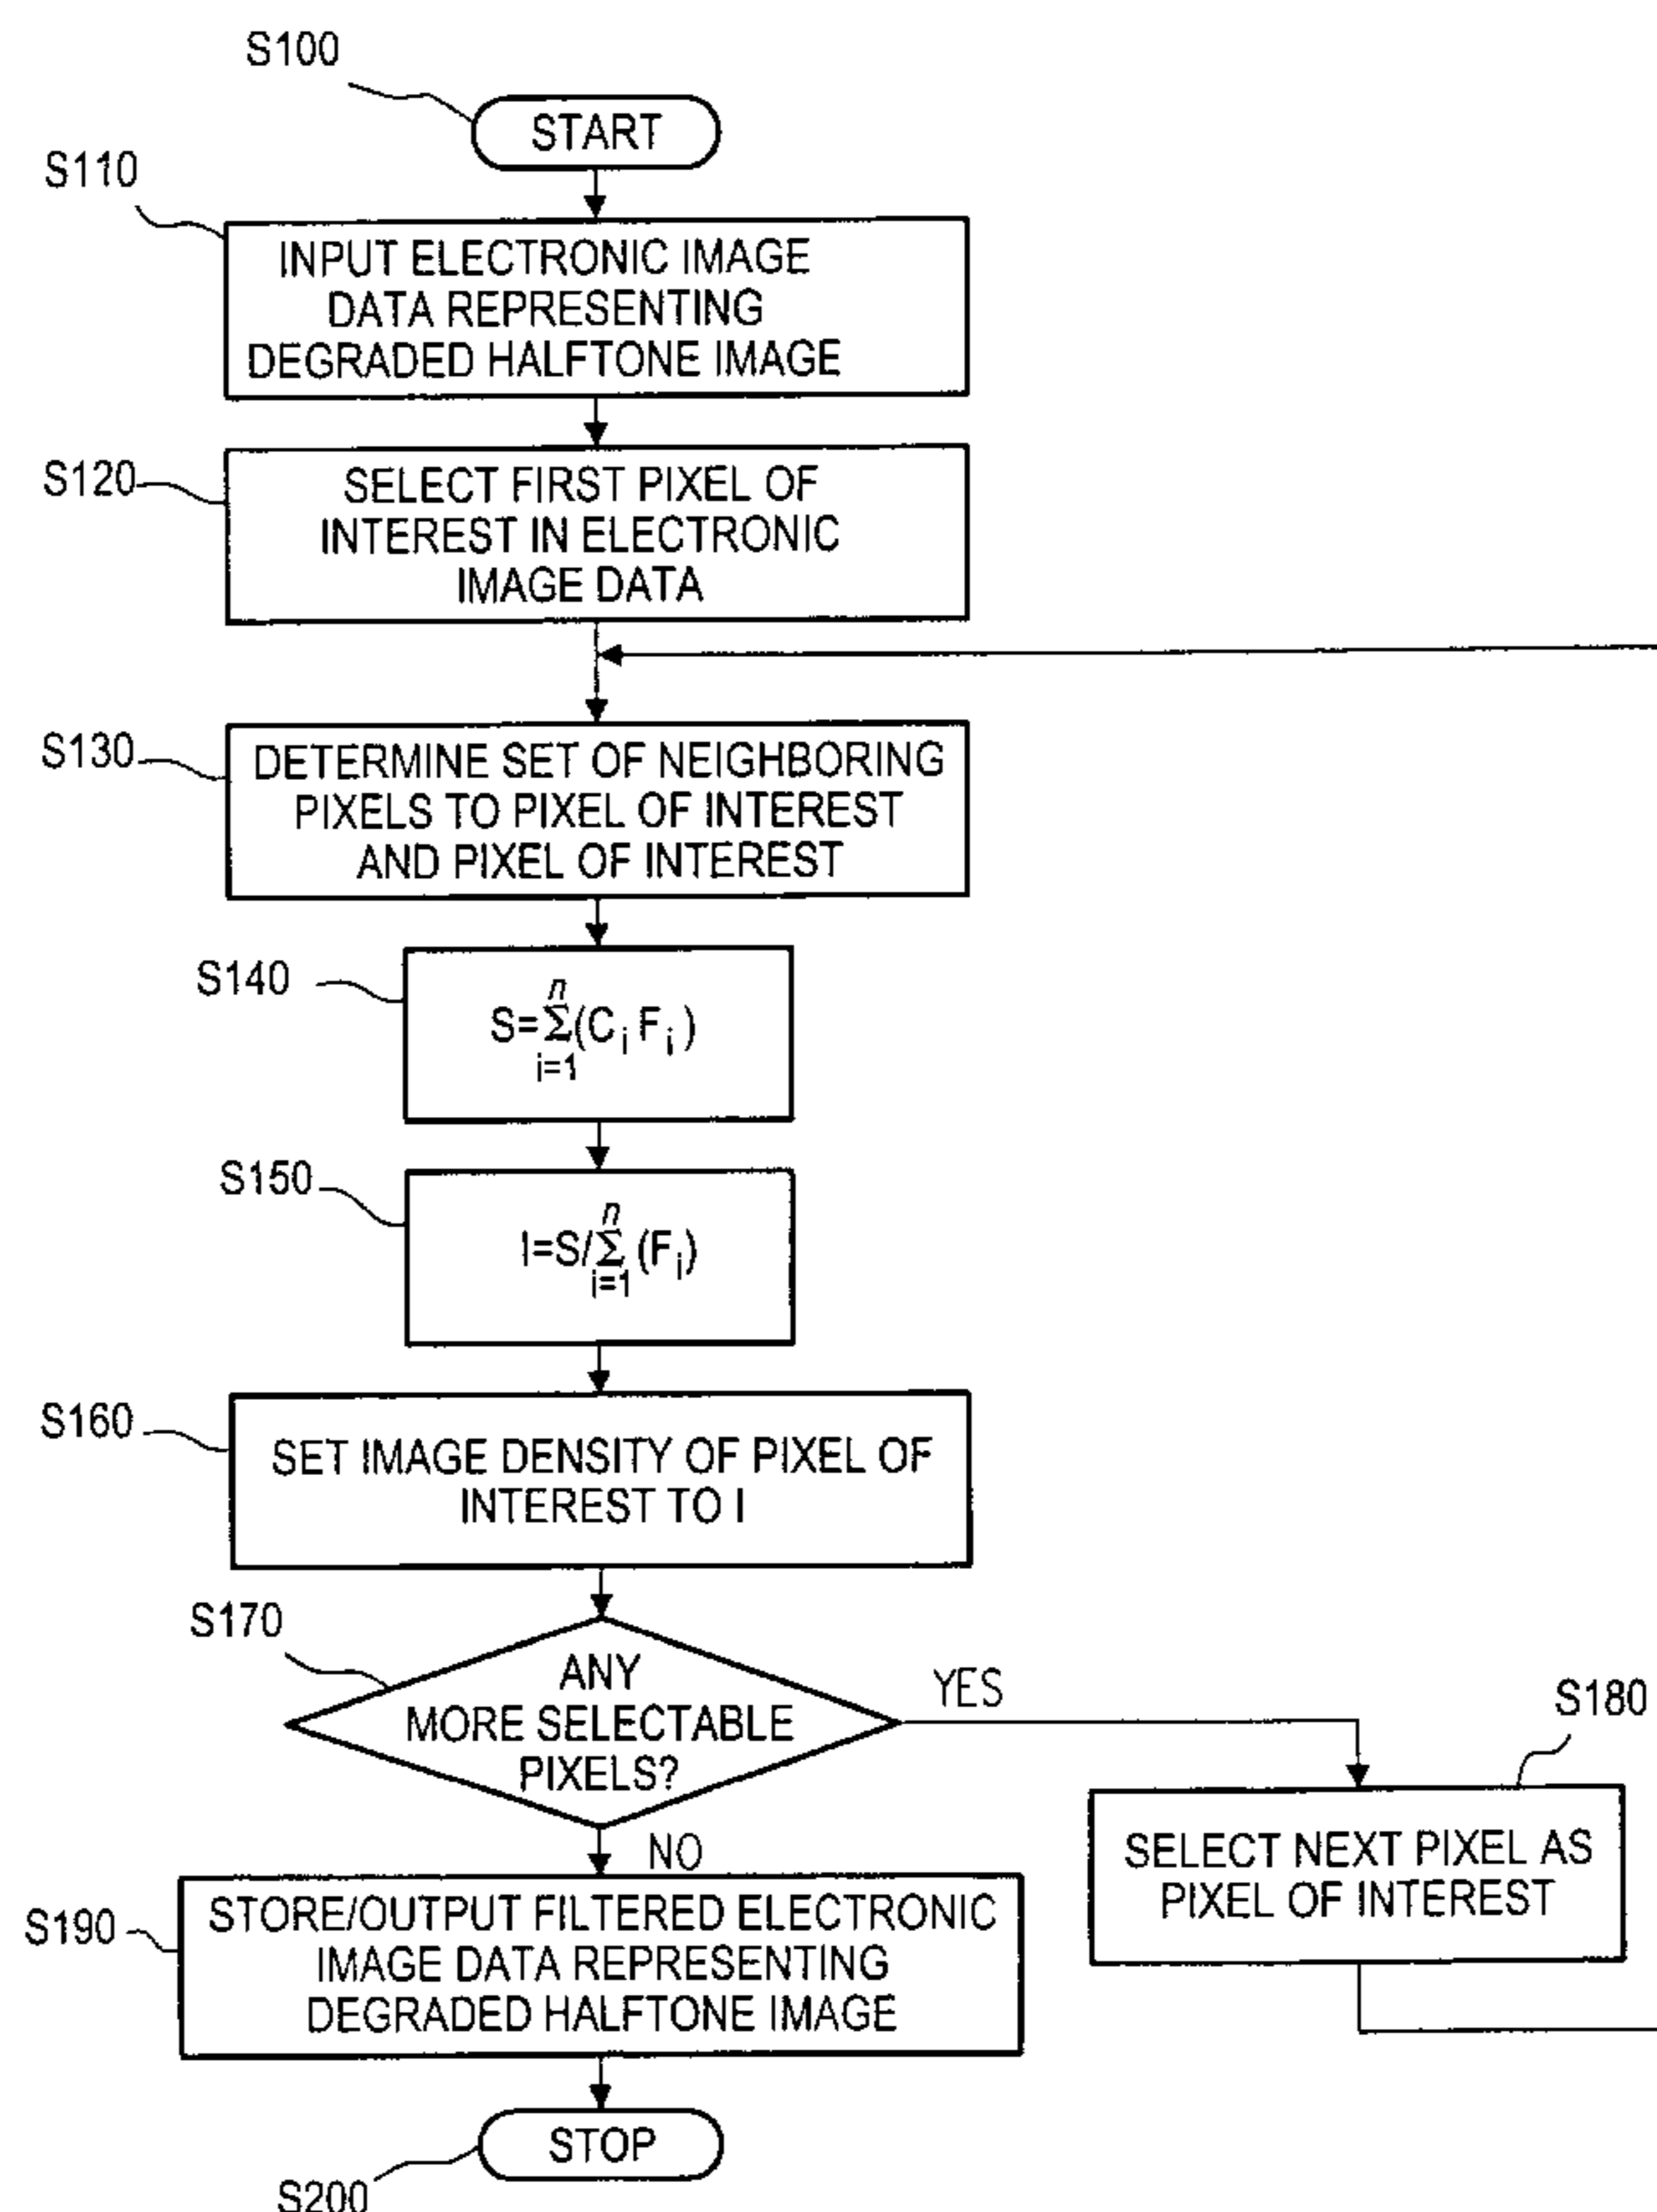 S100
START
S110
INPUT ELECTRONIC IMAGE
DATA REPRESENTING
DEGRADED HALFTONE IMAGE
S120
SELECT FIRST PIXEL OF
INTEREST IN ELECTRONIC
IMAGE DATA
S130
DETERMINE SET OF NEIGHBORING
PIXELS TO PIXEL OF INTEREST
AND PIXEL OF INTEREST
S140
n
S=Σ(C i F i )
i=1
S150
n
I=S/Σ (F i)
i=1
S160
SET IMAGE DENSITY OF PIXEL OF
INTEREST TO I
S170
ANY
MORE SELECTABLE
PIXELS?
YES
S180
SELECT NEXT PIXEL AS
PIXEL OF INTEREST
NO
S190
STORE/OUTPUT FILTERED ELECTRONIC
IMAGE DATA REPRESENTING
DEGRADED HALFTONE IMAGE
STOP
S200